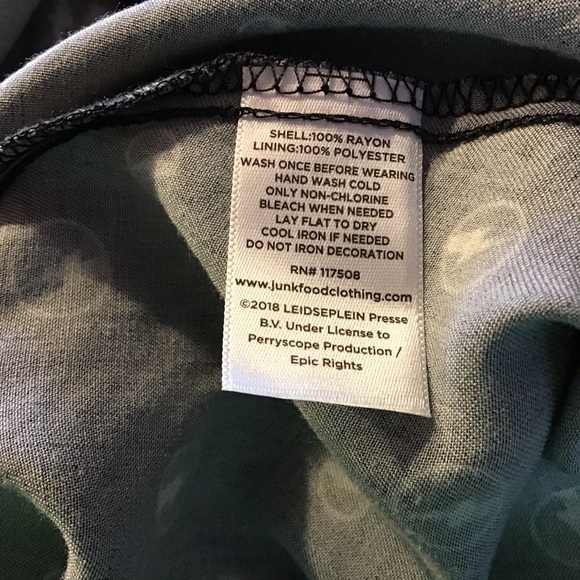 SHELL:100% RAYON
LINING:100% POLYESTER
WASH ONCE BEFORE WEARING
HAND WASH COLD
ONLY NON-CHLORINE
BLEACH WHEN NEEDED
LAY FLAT TO DRY
COOL IRON IF NEEDED
DO NOT IRON DECORATION
RN# 117508
www.junkfoodclothing.com
©2018 LEIDSEPLEIN Presse
B.V. Under License to
Perryscope Production /
Epic Rights